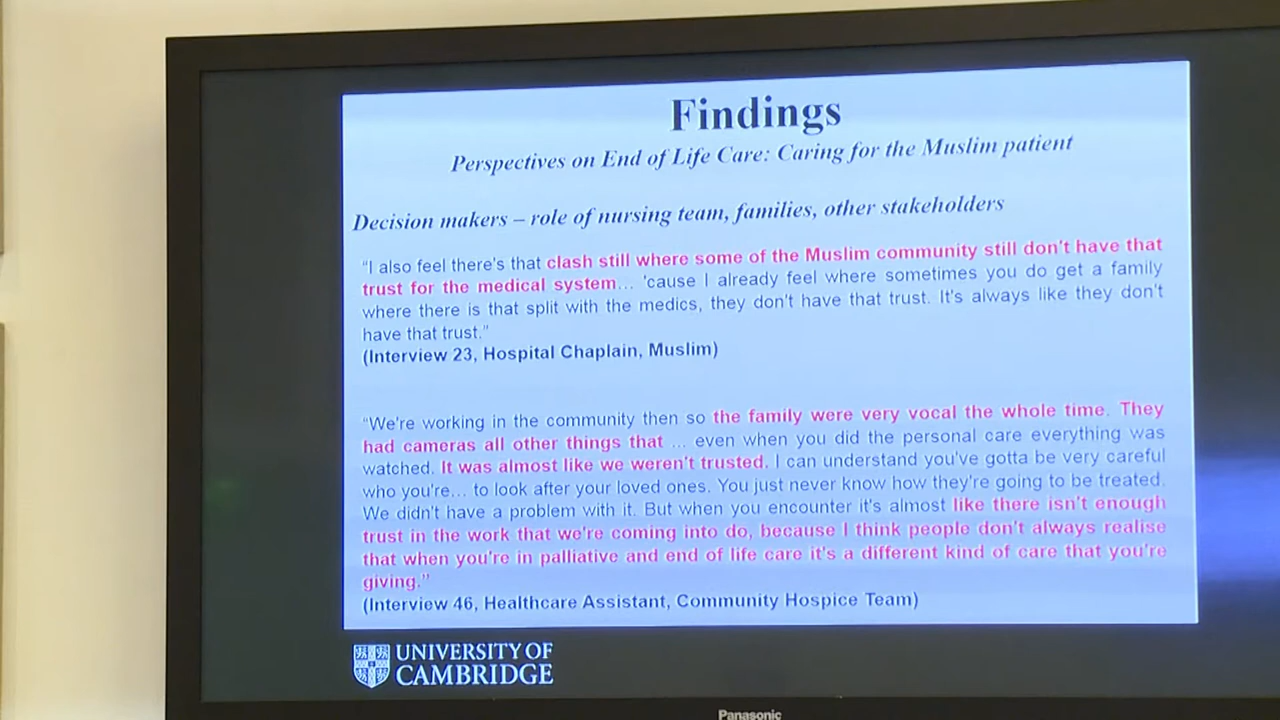 Findings
Perspectives on End of Life Care: Caring for the Muslim patient
Decision makers – role of nursing team, families, other stakeholders
"I also feel there's that clash still where some of the Muslim community still don't have that
trust for the medical system... 'cause I already feel where sometimes you do get a family
where there is that split with the medics, they don't have that trust. It's always like they don't
have that trust."
(Interview 23, Hospital Chaplain, Muslim)
"We're working in the community then so the family were very vocal the whole time. They
had cameras all other things that ... even when you did the personal care everything was
watched. It was almost like we weren't trusted. I can understand you've gotta be very careful
who you're... to look after your loved ones. You just never know how they're going to be treated.
We didn't have a problem with it. But when you encounter it's almost like there isn't enough
trust in the work that we're coming into do, because I think people don't always realise
that when you're in palliative and end of life care it's a different kind of care that you're
giving."
(Interview 46, Healthcare Assistant, Community Hospice Team)
UNIVERSITY OF
CAMBRIDGE
Panasonic